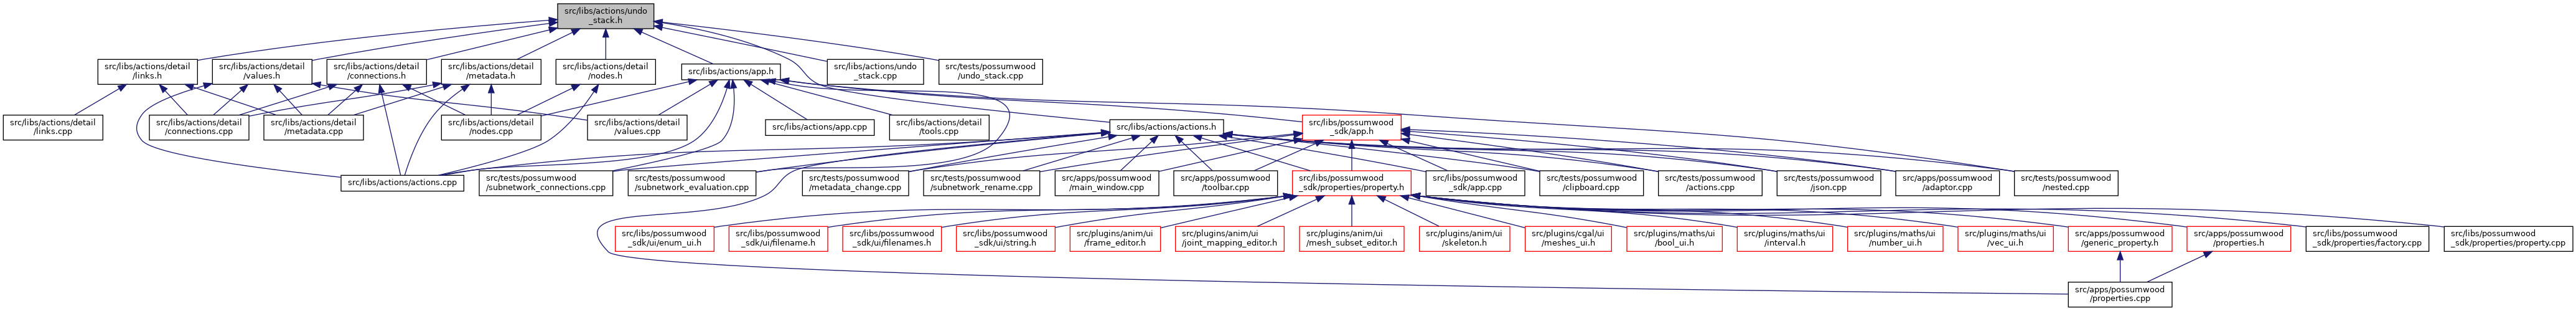 src/libs/actions/undo
_stack.h
src/libs/actions/detail
/links.h
src/libs/actions/detail
/values.h
src/libs/actions/detail
/connections.h
src/libs/actions/detail
/metadata.h
src/libs/actions/detail
/nodes.h
src/libs/actions/app.h
src/libs/actions/undo
_stack.cpp
src/tests/possumwood
/undo_stack.cpp
src/libs/actions/detail
/links.cpp
src/libs/actions/detail
/connections.cpp
src/libs/actions/detail
/metadata.cpp
src/libs/actions/detail
/nodes.cpp
src/libs/actions/detail
/values.cpp
src/libs/actions/app.cpp
src/libs/actions/detail
/tools.cpp
src/libs/actions/actions.h
src/libs/possumwood
_sdk/app.h
src/libs/actions/actions.cpp
src/tests/possumwood
/subnetwork_connections.cpp
src/tests/possumwood
/subnetwork_evaluation.cpp
src/tests/possumwood
/metadata_change.cpp
src/tests/possumwood
/subnetwork_rename.cpp
src/apps/possumwood
/main_window.cpp
src/apps/possumwood
/toolbar.cpp
src/libs/possumwood
_sdk/properties/property.h
src/libs/possumwood
_sdk/app.cpp
src/tests/possumwood
/clipboard.cpp
src/tests/possumwood
/actions.cpp
src/tests/possumwood
/json.cpp
src/apps/possumwood
/adaptor.cpp
src/tests/possumwood
/nested.cpp
src/libs/possumwood
_sdk/ui/enum_ui.h
src/libs/possumwood
_sdk/ui/filename.h
src/libs/possumwood
_sdk/ui/filenames.h
src/libs/possumwood
_sdk/ui/string.h
src/plugins/anim/ui
/frame_editor.h
src/plugins/anim/ui
/joint_mapping_editor.h
src/plugins/anim/ui
/mesh_subset_editor.h
src/plugins/anim/ui
/skeleton.h
src/plugins/cgal/ui
/meshes_ui.h
src/plugins/maths/ui
/bool_ui.h
src/plugins/maths/ui
/interval.h
src/plugins/maths/ui
/number_ui.h
src/plugins/maths/ui
/vec_ui.h
src/apps/possumwood
/generic_property.h
src/apps/possumwood
/properties.h
src/libs/possumwood
_sdk/properties/factory.cpp
src/libs/possumwood
_sdk/properties/property.cpp
src/apps/possumwood
/properties.cpp